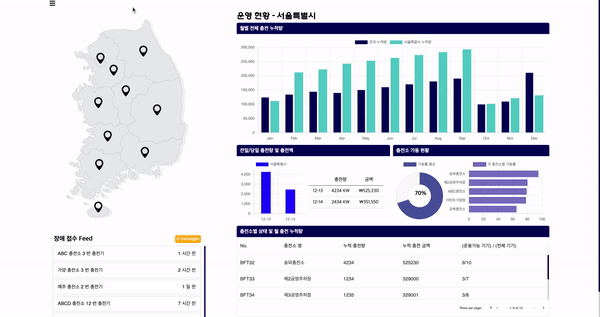 운영 현황 - 서울특별시
월별 전체 충전 누적량
전국 누적량 서울특별시 누적량
300,000
250,000
200,000
150,000
100,000
50,000
0
Jan Feb Mar Apr May Jun Jul Aug Sep Oct Nov Dec
전일/당일 충전량 및 충전액
서울특별시
4,000
3,000
2,000
1,000
0
12-13 12-14
충전량 금액
12-13 4234 KW ₩525,230
12-14 2434 KW ₩351,550
충전소 가동 현황
가동률 평균
70%
각 충전소별 가동률
송파충전소
제2공영주차장
ABC충전소
이마트가양점
강북충전소
0 20 40 60 80 100
장애 접수 Feed
ABC 충전소 3 번 충전기 1 시간 전
가양 충전소 3 번 충전기 2 시간 전
제주 충전소 2 번 충전기 1 일 전
ABCD 충전소 12 번 충전기 7 시간 전
충전소별 상태 및 월 충전 누적량
No. 충전소 명 누적 충전량 누적 충전 금액 (운용가능 기기) / (전체 기기)
BFT32 송파충전소 4234 525230 9/10
BFT33 제2공영주차장 1234 329000 3/7
BFT34 제3공영주차장 1235 329001 3/8
Rows per page: